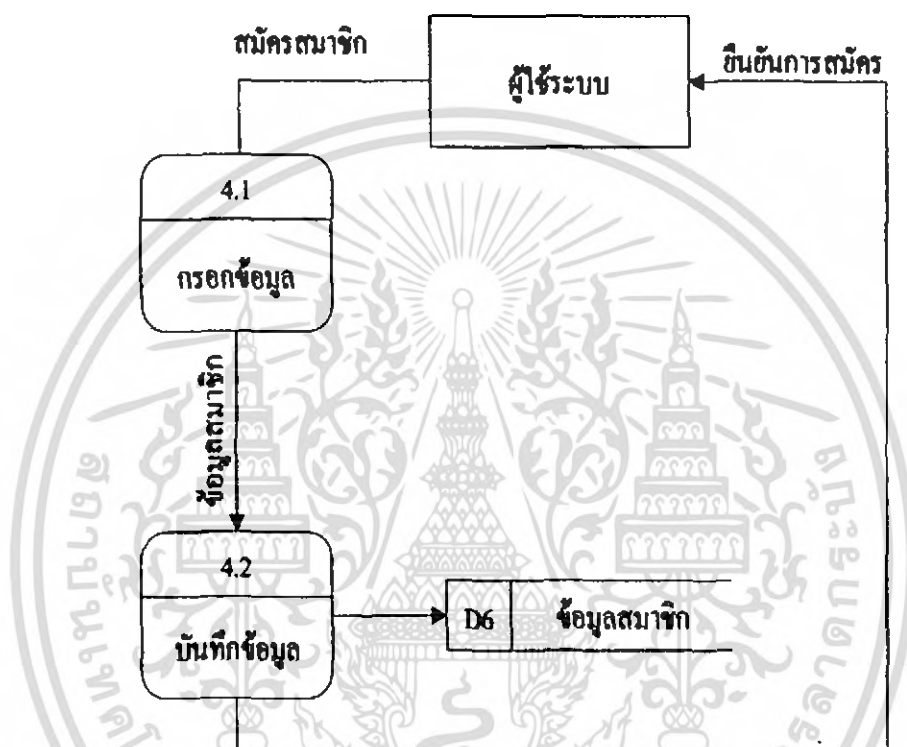 สมัครสมาชิก
ผู้ใช้ระบบ
ยืนยันการสมัคร
4.1
กรอกข้อมูล
ข้อมูลสมาชิก
4.2
บันทึกข้อมูล
D6
ข้อมูลสมาชิก